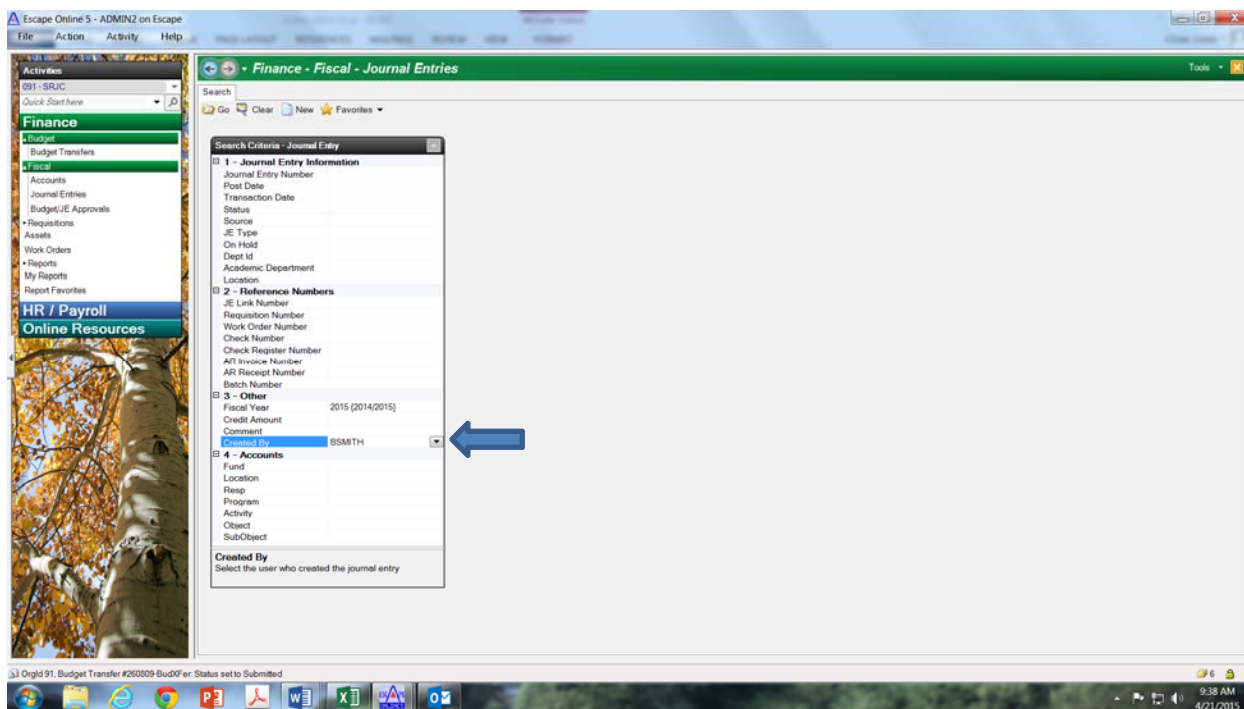 Escape Online 5 - ADMIN2 on Escape
File Action Activity Help
Activities
091 - SRJC
Quick Start here
Finance
Budget
Budget Transfers
Fiscal
Accounts
Journal Entries
Budget/JE Approvals
Requisitions
Assets
Work Orders
Reports
My Reports
Report Favorites
HR / Payroll
Online Resources
Finance - Fiscal - Journal Entries
Tools
Search
Go Clear New Favorites
Search Criteria - Journal Entry
1 - Journal Entry Information
Journal Entry Number
Post Date
Transaction Date
Status
Source
JE Type
On Hold
Dept Id
Academic Department
Location
2 - Reference Numbers
JE Link Number
Requisition Number
Work Order Number
Check Number
Check Register Number
AR Invoice Number
AR Receipt Number
Batch Number
3 - Other
Fiscal Year 2015 {2014/2015}
Credit Amount
Comment
Created By BSMITH
4 - Accounts
Fund
Location
Resp
Program
Activity
Object
SubObject
Created By
Select the user who created the journal entry
OrgId 91, Budget Transfer #260809-BudXFer: Status set to Submitted
6
9:38 AM
4/21/2015